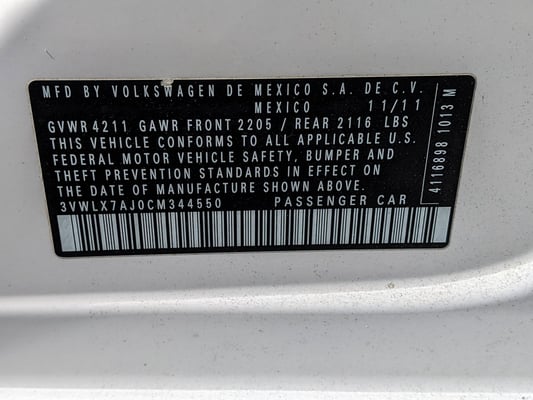 MFD BY VOLKSWAGEN DE MEXICO S.A. DE C.V.
MEXICO 11/11
GVWR 4211 GAWR FRONT 2205 / REAR 2116 LBS
THIS VEHICLE CONFORMS TO ALL APPLICABLE U.S.
FEDERAL MOTOR VEHICLE SAFETY, BUMPER AND
THEFT PREVENTION STANDARDS IN EFFECT ON
DATE OF MANUFACTURE SHOWN ABOVE.
3VWLX7AJ0CM344550 PASSENGER CAR
4116898 1013 M